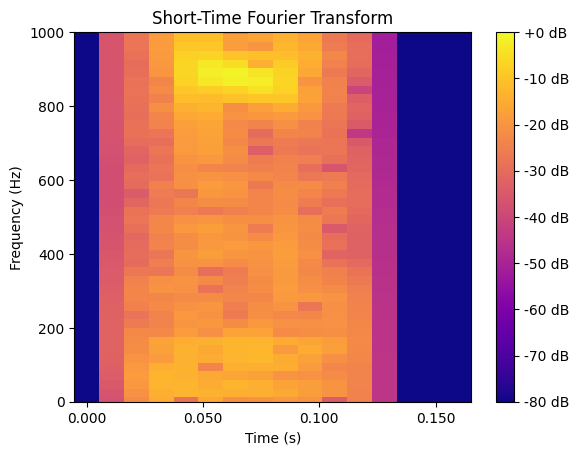 Short-Time Fourier Transform
1000
800
600
400
200
0
Frequency (Hz)
0.000
0.050
0.100
0.150
Time (s)
+0 dB
-10 dB
-20 dB
-30 dB
-40 dB
-50 dB
-60 dB
-70 dB
-80 dB